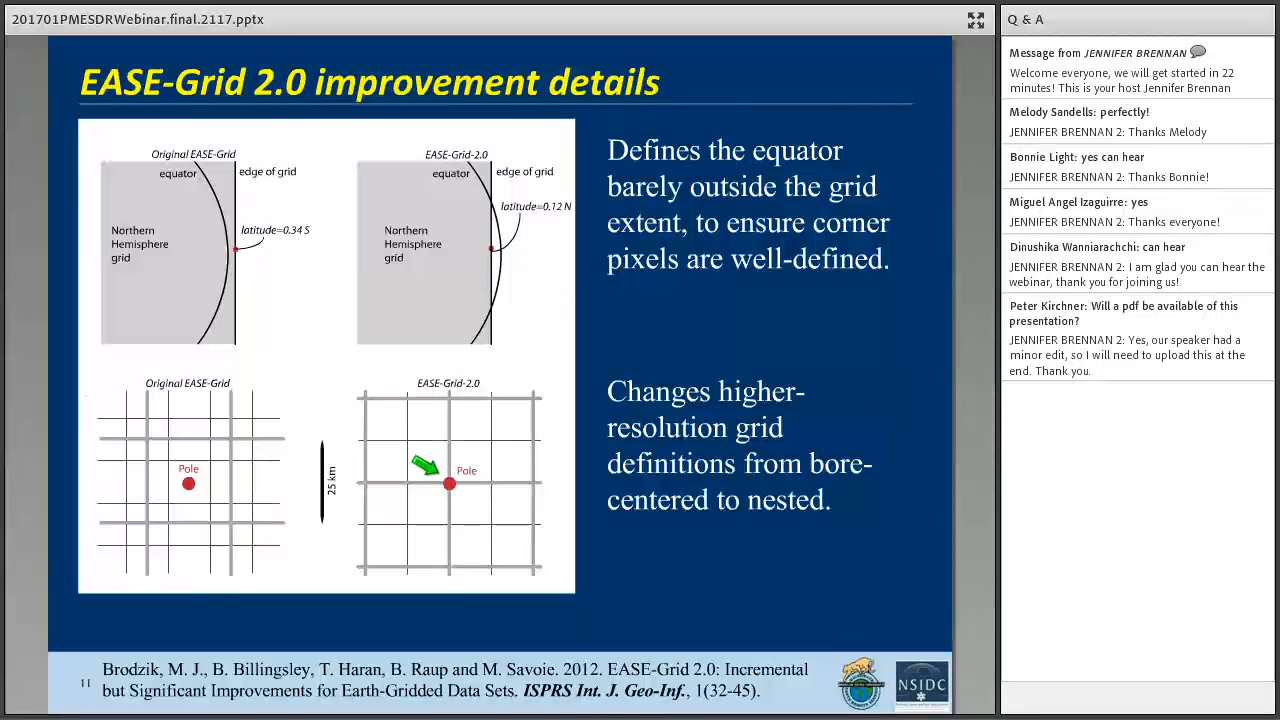 201701PMESDRWebinar.final.2117.pptx
EASE-Grid 2.0 improvement details
Original EASE-Grid
equator
edge of grid
latitude=0.34 S
Northern
Hemisphere
grid
EASE-Grid-2.0
equator
edge of grid
latitude=0.12 N
Northern
Hemisphere
grid
Defines the equator
barely outside the grid
extent, to ensure corner
pixels are well-defined.
Original EASE-Grid
Pole
25 km
EASE-Grid-2.0
Pole
Changes higher-
resolution grid
definitions from bore-
centered to nested.
11
Brodzik, M. J., B. Billingsley, T. Haran, B. Raup and M. Savoie. 2012. EASE-Grid 2.0: Incremental
but Significant Improvements for Earth-Gridded Data Sets. ISPRS Int. J. Geo-Inf., 1(32-45).
NSIDC
Q & A
Message from JENNIFER BRENNAN
Welcome everyone, we will get started in 22
minutes! This is your host Jennifer Brennan
Melody Sandells: perfectly!
JENNIFER BRENNAN 2: Thanks Melody
Bonnie Light: yes can hear
JENNIFER BRENNAN 2: Thanks Bonnie!
Miguel Angel Izaguirre: yes
JENNIFER BRENNAN 2: Thanks everyone!
Dinushika Wanniarachchi: can hear
JENNIFER BRENNAN 2: I am glad you can hear the
webinar, thank you for joining us!
Peter Kirchner: Will a pdf be available of this
presentation?
JENNIFER BRENNAN 2: Yes, our speaker had a
minor edit, so I will need to upload this at the
end. Thank you.